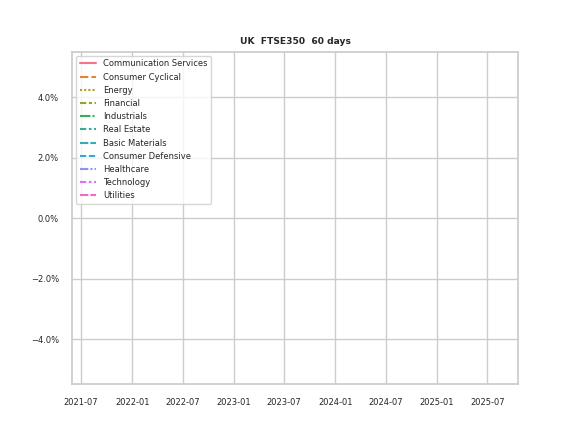 UK  FTSE350  60 days
Communication Services
Consumer Cyclical
Energy
Financial
Industrials
Real Estate
Basic Materials
Consumer Defensive
Healthcare
Technology
Utilities
4.0%
2.0%
0.0%
−2.0%
−4.0%
2021-07 2022-01 2022-07 2023-01 2023-07 2024-01 2024-07 2025-01 2025-07